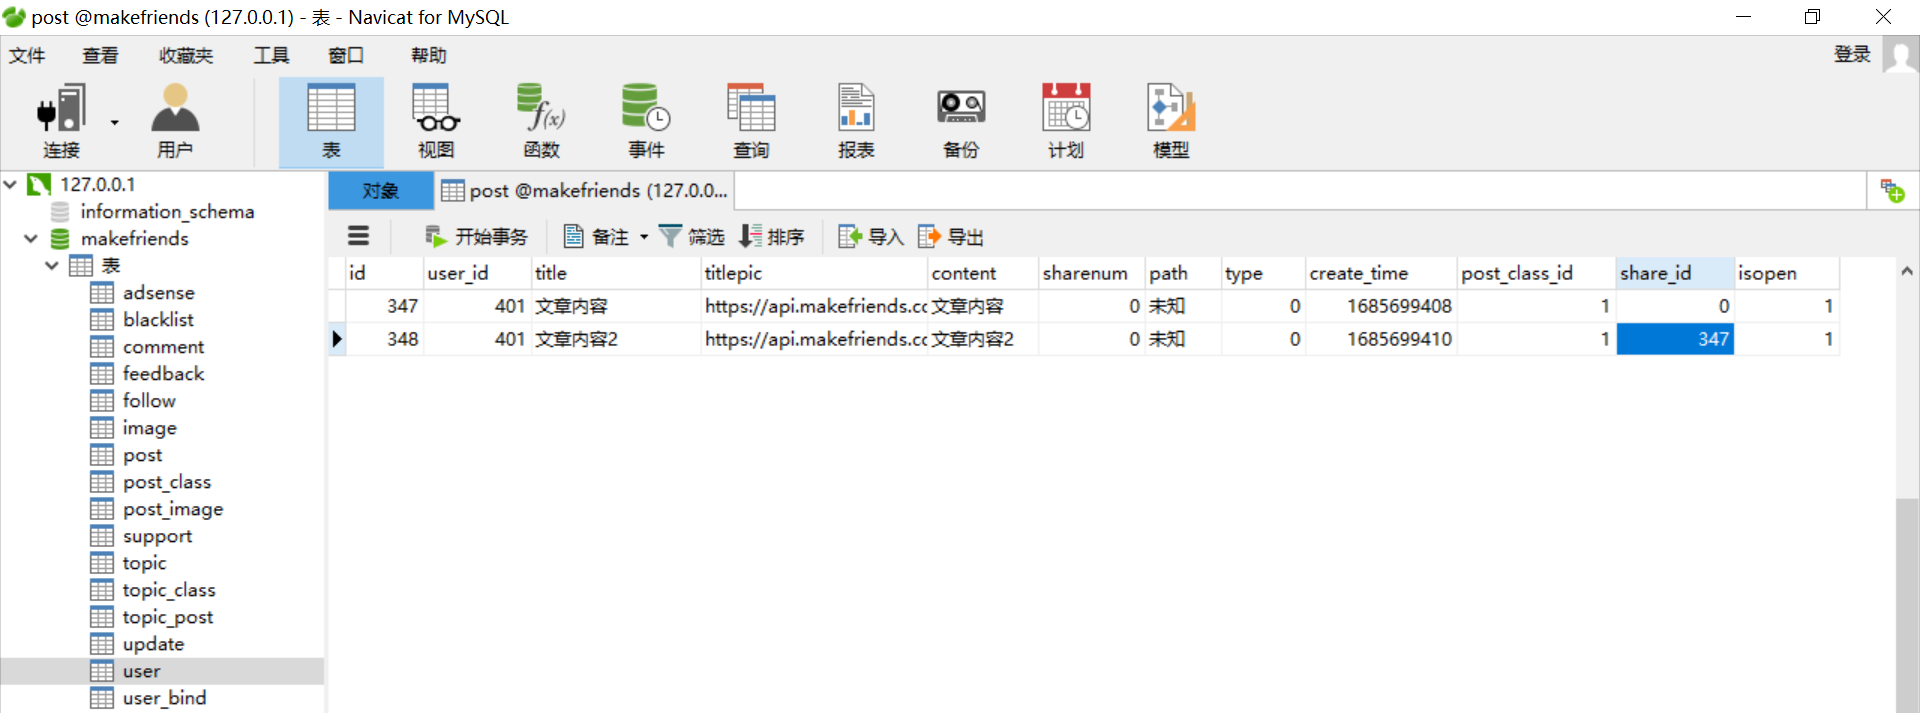 post @makefriends (127.0.0.1) - 表 - Navicat for MySQL
文件 查看 收藏夹 工具 窗口 帮助 登录
连接 用户 表 视图 函数 事件 查询 报表 备份 计划 模型
127.0.0.1
information_schema
makefriends
表
adsense
blacklist
comment
feedback
follow
image
post
post_class
post_image
support
topic
topic_class
topic_post
update
user
user_bind
对象 post @makefriends (127.0.0...
开始事务 备注 筛选 排序 导入 导出
id user_id title titlepic content sharenum path type create_time post_class_id share_id isopen
347 401 文章内容 https://api.makefriends.cc 文章内容 0 未知 0 1685699408 1 0 1
348 401 文章内容2 https://api.makefriends.cc 文章内容2 0 未知 0 1685699410 1 347 1